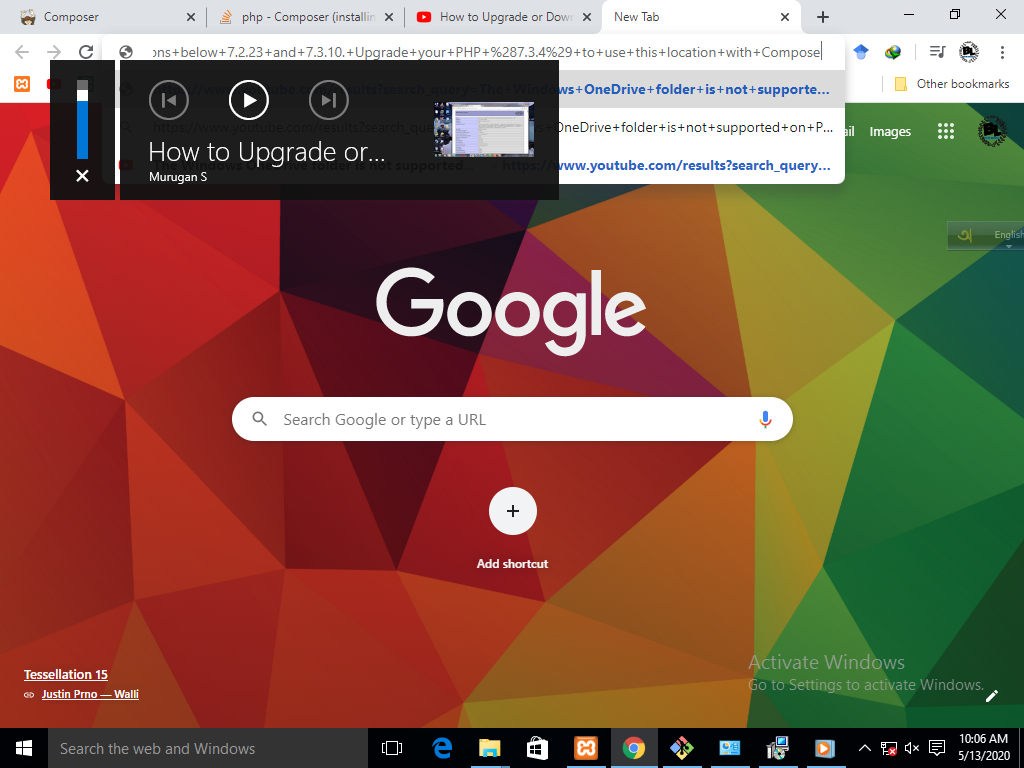 Composer
php - Composer (installin
How to Upgrade or Dow
New Tab
ons+below+7.2.23+and+7.3.10.+Upgrade+your+PHP+%287.3.4%29+to+use+this+location+with+Compose
Other bookmarks
s+OneDrive+folder+is+not+supporte...
OneDrive+folder+is+not+supported+on+P...
https://www.youtube.com/results?search_query...
How to Upgrade or...
Murugan S
ail
Images
English
Google
Search Google or type a URL
Add shortcut
Tessellation 15
Justin Prno — Walli
Activate Windows
Go to Settings to activate Windows.
Search the web and Windows
10:06 AM
5/13/2020